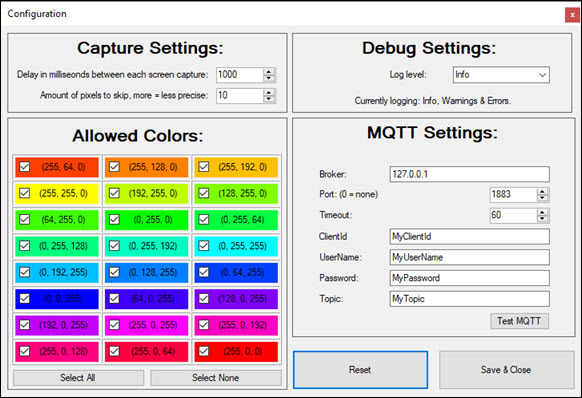 Configuration
Capture Settings:
Delay in milliseonds between each screen capture: 1000
Amount of pixels to skip, more = less precise: 10
Debug Settings:
Log level: Info
Currently logging: Info, Warnings & Errors.
Allowed Colors:
(255, 64, 0) (255, 128, 0) (255, 192, 0)
(255, 255, 0) (192, 255, 0) (128, 255, 0)
(64, 255, 0) (0, 255, 0) (0, 255, 64)
(0, 255, 128) (0, 255, 192) (0, 255, 255)
(0, 192, 255) (0, 128, 255) (0, 64, 255)
(0, 0, 255) (64, 0, 255) (128, 0, 255)
(192, 0, 255) (255, 0, 255) (255, 0, 192)
(255, 0, 128) (255, 0, 64) (255, 0, 0)
Select All Select None
MQTT Settings:
Broker: 127.0.0.1
Port: (0 = none) 1883
Timeout: 60
ClientId MyClientId
UserName: MyUserName
Password: MyPassword
Topic: MyTopic
Test MQTT
Reset Save & Close